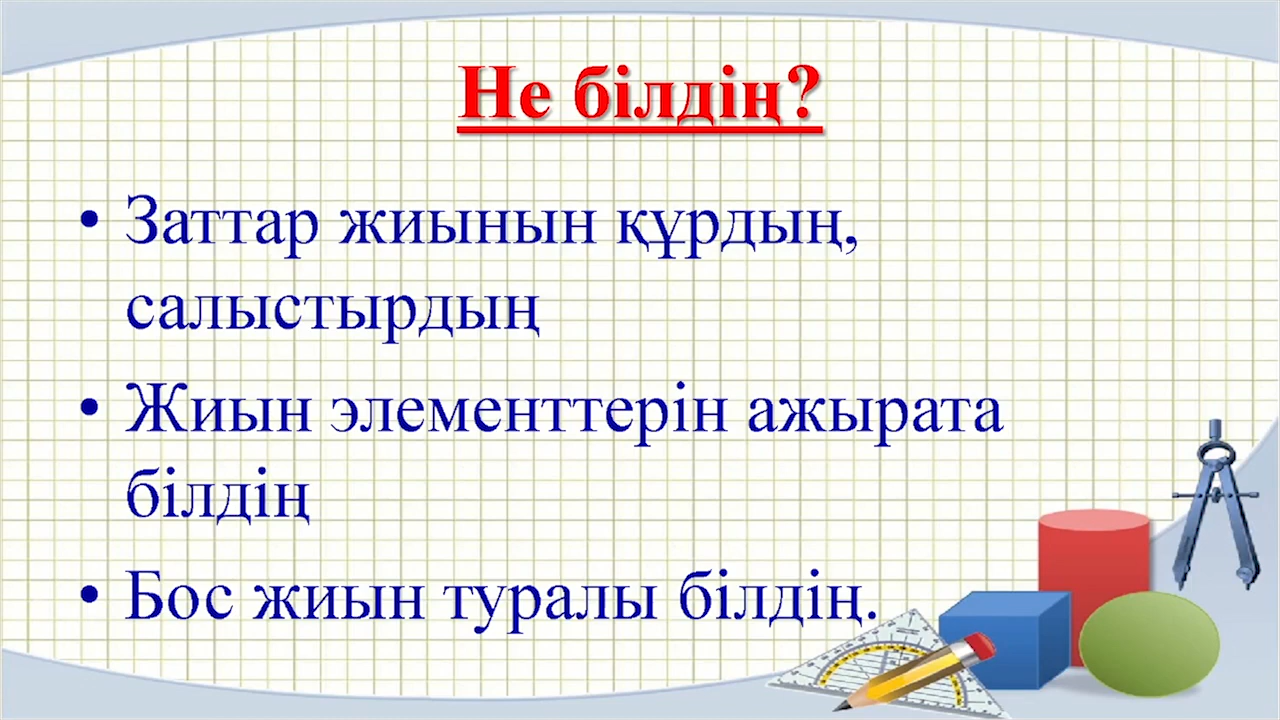 Не білдің?
• Заттар жиынын құрдың,
салыстырдың
• Жиын элементтерін ажырата
білдің
• Бос жиын туралы білдің.